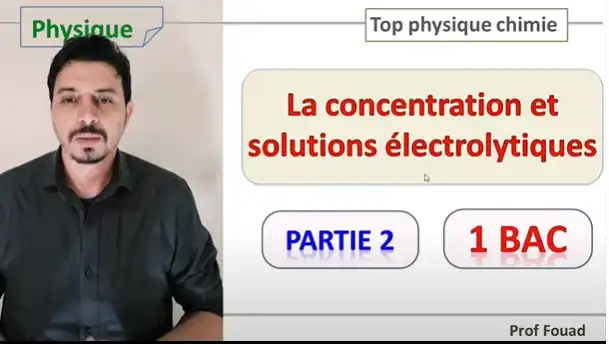 Physique
Top physique chimie
La concentration et
solutions électrolytiques
PARTIE 2
1 BAC
Prof Fouad